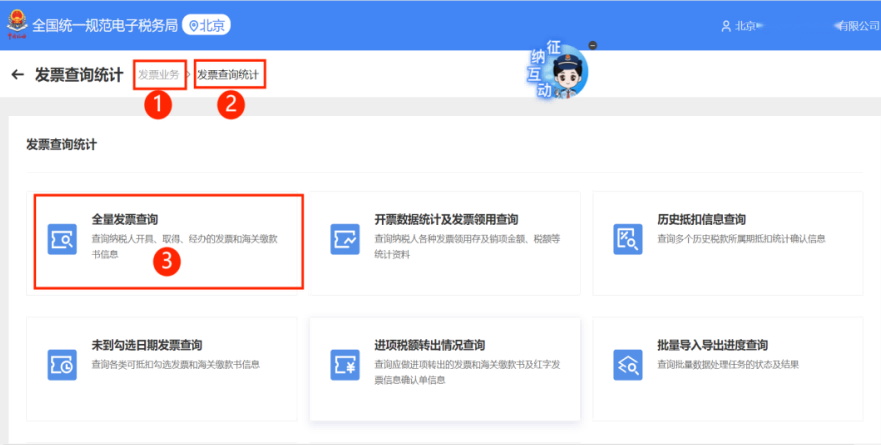 全国统一规范电子税务局 北京
北京
有限公司
征纳互动
发票查询统计 发票业务 发票查询统计
1 2
发票查询统计
全量发票查询
查询纳税人开具、取得、经办的发票和海关缴款
书信息
3
开票数据统计及发票领用查询
查询纳税人各种发票领用存及销项金额、税额等
统计资料
历史抵扣信息查询
查询多个历史税款所属期抵扣统计确认信息
未到勾选日期发票查询
查询各类可抵扣勾选发票和海关缴款书信息
进项税额转出情况查询
查询应做进项转出的发票和海关缴款书及红字发
票信息确认单信息
批量导入导出进度查询
查询批量数据处理任务的状态及结果